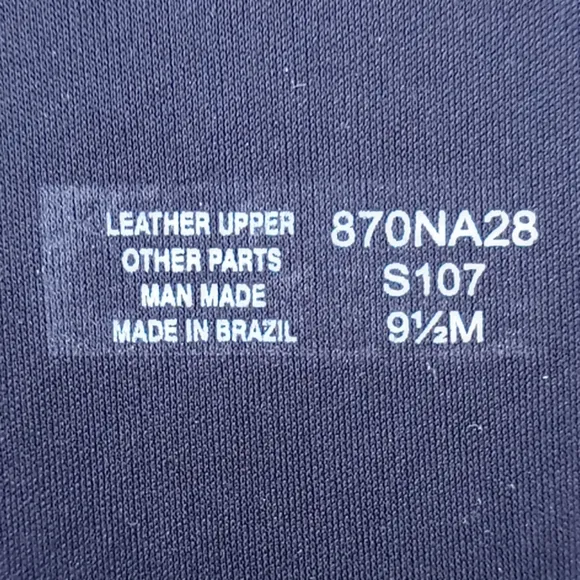 LEATHER UPPER
OTHER PARTS
MAN MADE
MADE IN BRAZIL
870NA28
S107
9½M